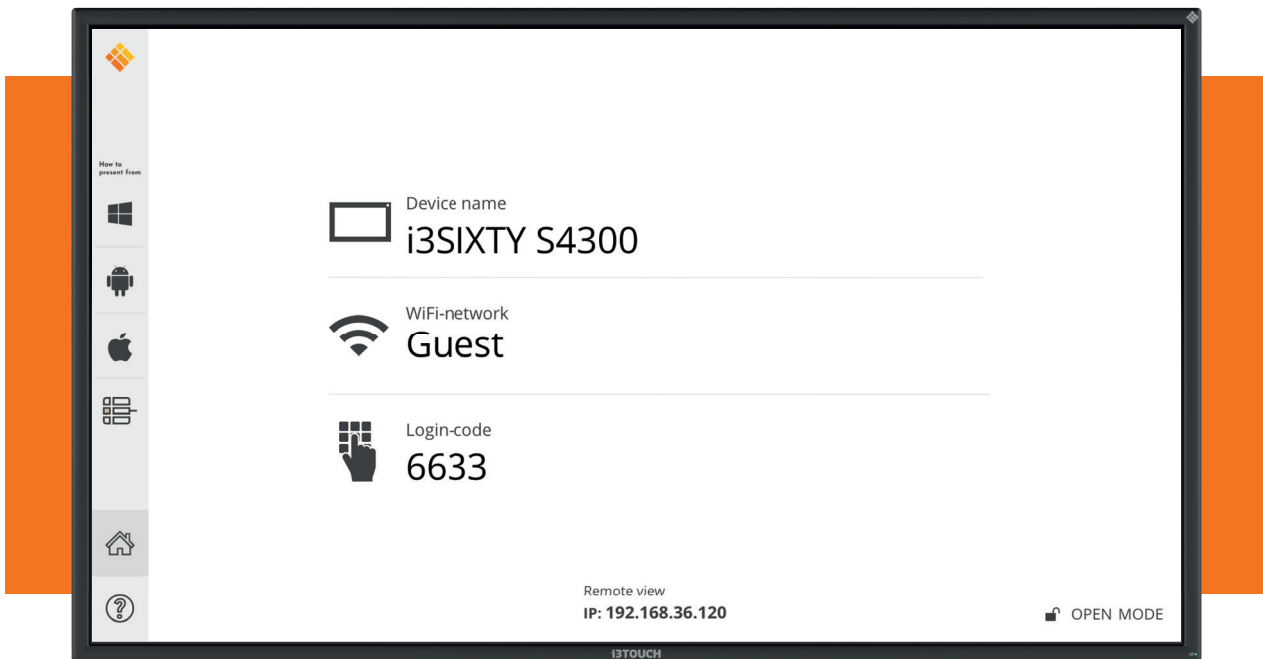 How to
present from
Device name
i3SIXTY S4300
WiFi-network
Guest
Login-code
6633
Remote view
IP: 192.168.36.120
OPEN MODE
i3TOUCH